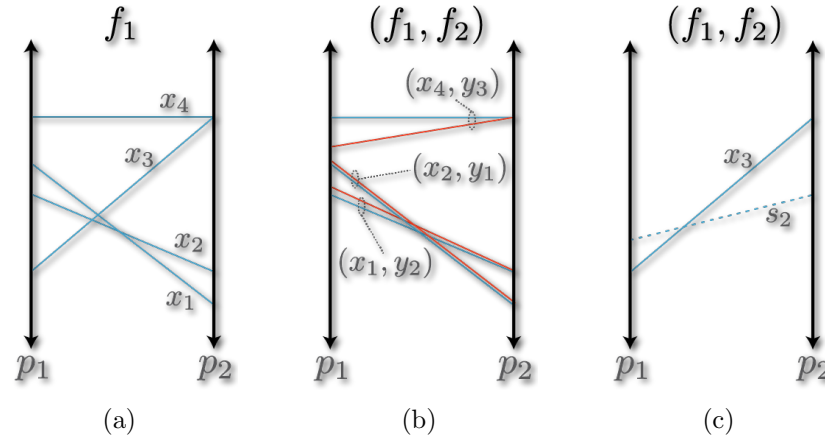 f₁
(f₁, f₂)
(f₁, f₂)
x₄
x₃
x₂
x₁
(x₄, y₃)
(x₂, y₁)
(x₁, y₂)
x₃
s₂
p₁ p₂
p₁ p₂
p₁ p₂
(a)
(b)
(c)